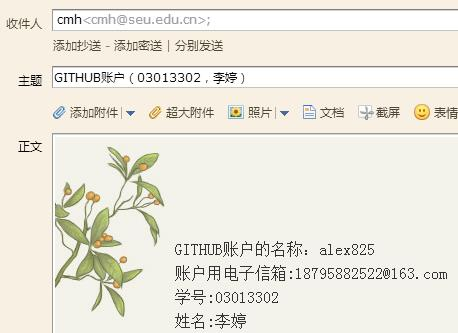 收件人 cmh<cmh@seu.edu.cn>;
添加抄送 - 添加密送 | 分别发送
主题 GITHUB账户（03013302，李婷）
添加附件 | 超大附件 照片 | 文档 截屏 表情
正文
GITHUB账户的名称：alex825
账户用电子信箱:18795882522@163.com
学号:03013302
姓名:李婷